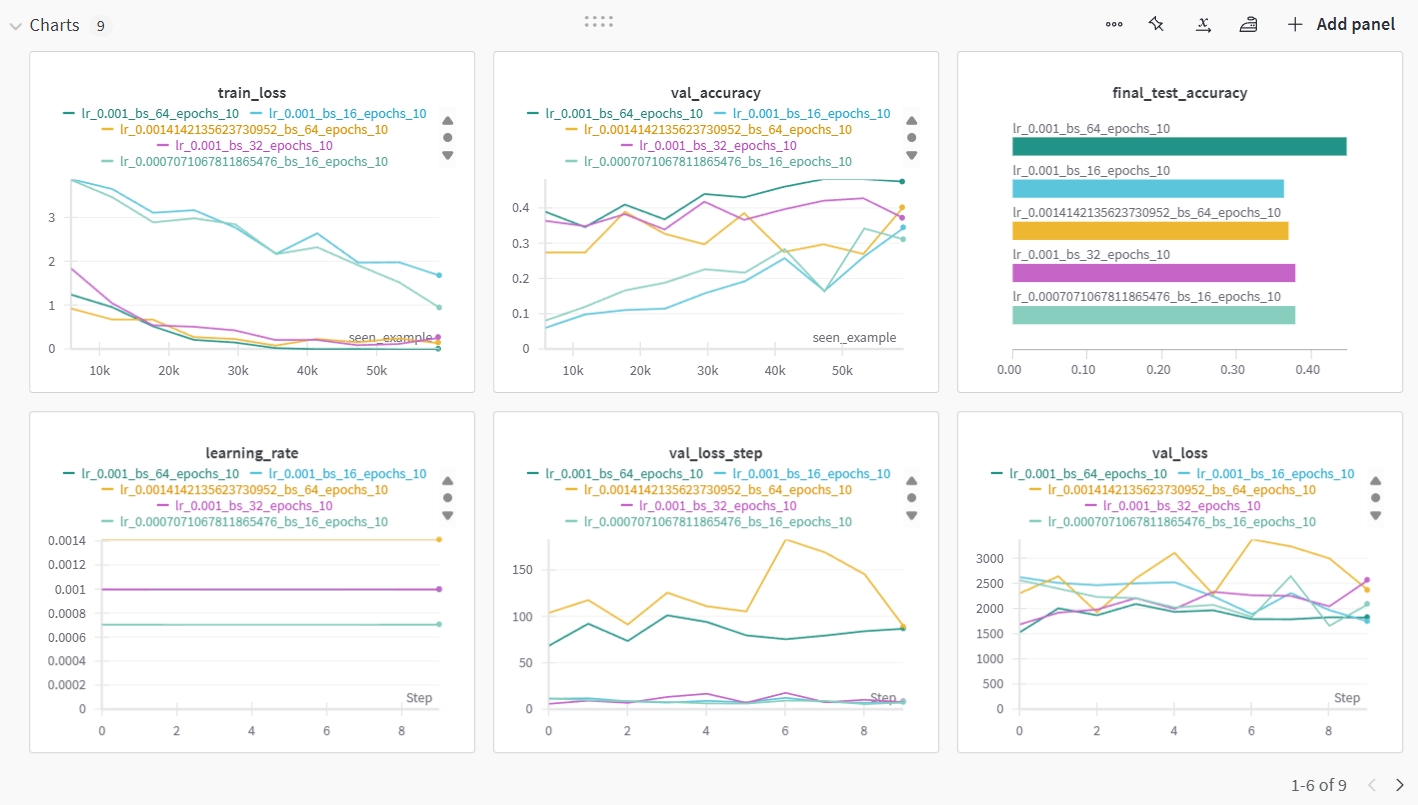 Charts 9
Add panel
train_loss
lr_0.001_bs_64_epochs_10 lr_0.001_bs_16_epochs_10
lr_0.0014142135623730952_bs_64_epochs_10
lr_0.001_bs_32_epochs_10
lr_0.0007071067811865476_bs_16_epochs_10
3
2
1
0
seen_example
10k 20k 30k 40k 50k
val_accuracy
lr_0.001_bs_64_epochs_10 lr_0.001_bs_16_epochs_10
lr_0.0014142135623730952_bs_64_epochs_10
lr_0.001_bs_32_epochs_10
lr_0.0007071067811865476_bs_16_epochs_10
0.4
0.3
0.2
0.1
0
seen_example
10k 20k 30k 40k 50k
final_test_accuracy
lr_0.001_bs_64_epochs_10
lr_0.001_bs_16_epochs_10
lr_0.0014142135623730952_bs_64_epochs_10
lr_0.001_bs_32_epochs_10
lr_0.0007071067811865476_bs_16_epochs_10
0.00 0.10 0.20 0.30 0.40
learning_rate
lr_0.001_bs_64_epochs_10 lr_0.001_bs_16_epochs_10
lr_0.0014142135623730952_bs_64_epochs_10
lr_0.001_bs_32_epochs_10
lr_0.0007071067811865476_bs_16_epochs_10
0.0014
0.0012
0.001
0.0008
0.0006
0.0004
0.0002
0
Step
0 2 4 6 8
val_loss_step
lr_0.001_bs_64_epochs_10 lr_0.001_bs_16_epochs_10
lr_0.0014142135623730952_bs_64_epochs_10
lr_0.001_bs_32_epochs_10
lr_0.0007071067811865476_bs_16_epochs_10
150
100
50
0
Step
0 2 4 6 8
val_loss
lr_0.001_bs_64_epochs_10 lr_0.001_bs_16_epochs_10
lr_0.0014142135623730952_bs_64_epochs_10
lr_0.001_bs_32_epochs_10
lr_0.0007071067811865476_bs_16_epochs_10
3000
2500
2000
1500
1000
500
0
Step
0 2 4 6 8
1-6 of 9